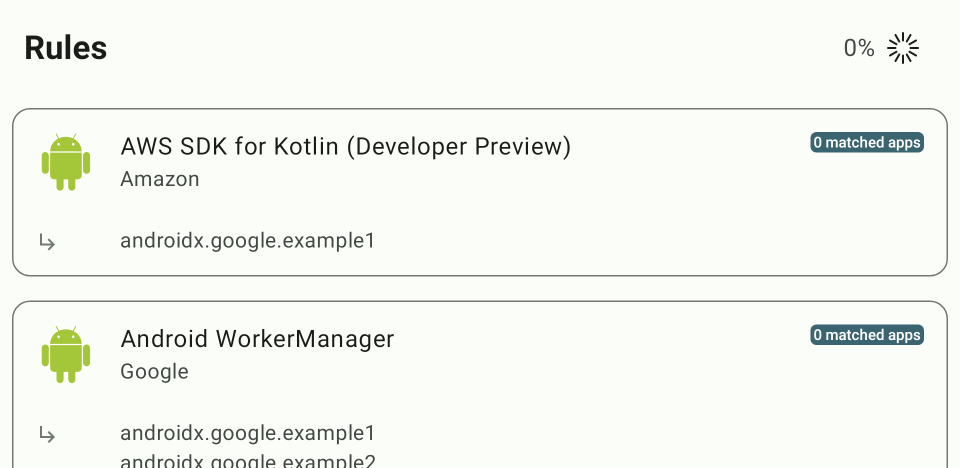 Rules
0%
AWS SDK for Kotlin (Developer Preview)
0 matched apps
Amazon
androidx.google.example1
Android WorkerManager
0 matched apps
Google
androidx.google.example1
androidx.google.example2